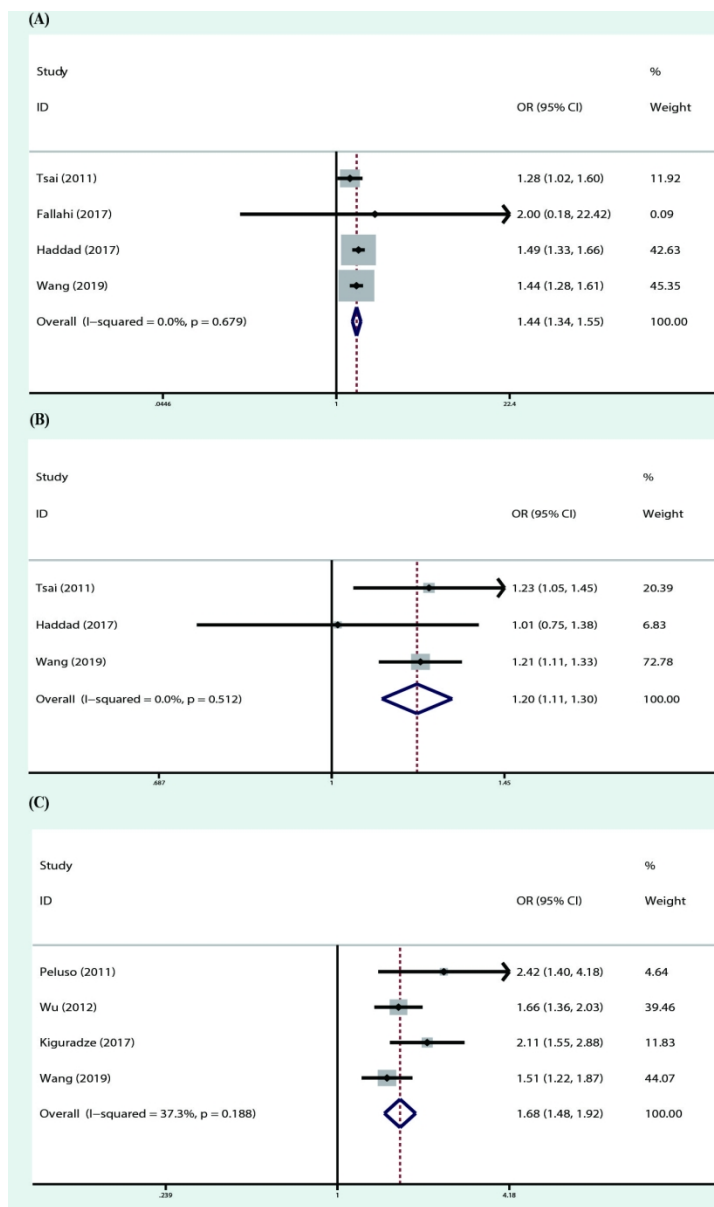 (A)
Study %
ID OR (95% CI) Weight
Tsai (2011) 1.28 (1.02, 1.60) 11.92
Fallahi (2017) 2.00 (0.18, 22.42) 0.09
Haddad (2017) 1.49 (1.33, 1.66) 42.63
Wang (2019) 1.44 (1.28, 1.61) 45.35
Overall (I−squared = 0.0%, p = 0.679) 1.44 (1.34, 1.55) 100.00
.0446 1 22.4
(B)
Study %
ID OR (95% CI) Weight
Tsai (2011) 1.23 (1.05, 1.45) 20.39
Haddad (2017) 1.01 (0.75, 1.38) 6.83
Wang (2019) 1.21 (1.11, 1.33) 72.78
Overall (I−squared = 0.0%, p = 0.512) 1.20 (1.11, 1.30) 100.00
.687 1 1.45
(C)
Study %
ID OR (95% CI) Weight
Peluso (2011) 2.42 (1.40, 4.18) 4.64
Wu (2012) 1.66 (1.36, 2.03) 39.46
Kiguradze (2017) 2.11 (1.55, 2.88) 11.83
Wang (2019) 1.51 (1.22, 1.87) 44.07
Overall (I−squared = 37.3%, p = 0.188) 1.68 (1.48, 1.92) 100.00
.239 1 4.18